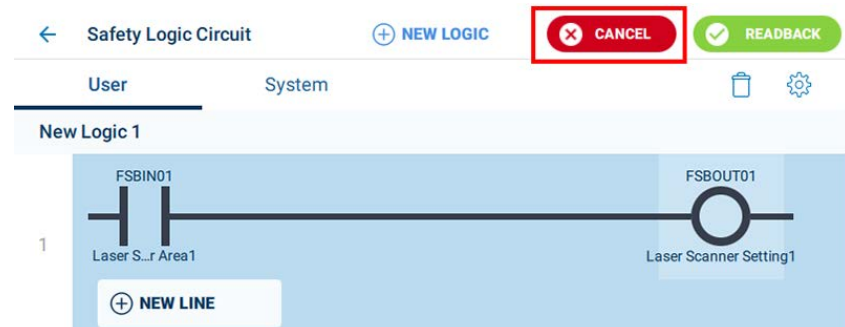 Safety Logic Circuit NEW LOGIC CANCEL READBACK
User System
New Logic 1
FSBIN01 FSBOUT01
1
Laser S...r Area1 Laser Scanner Setting1
NEW LINE